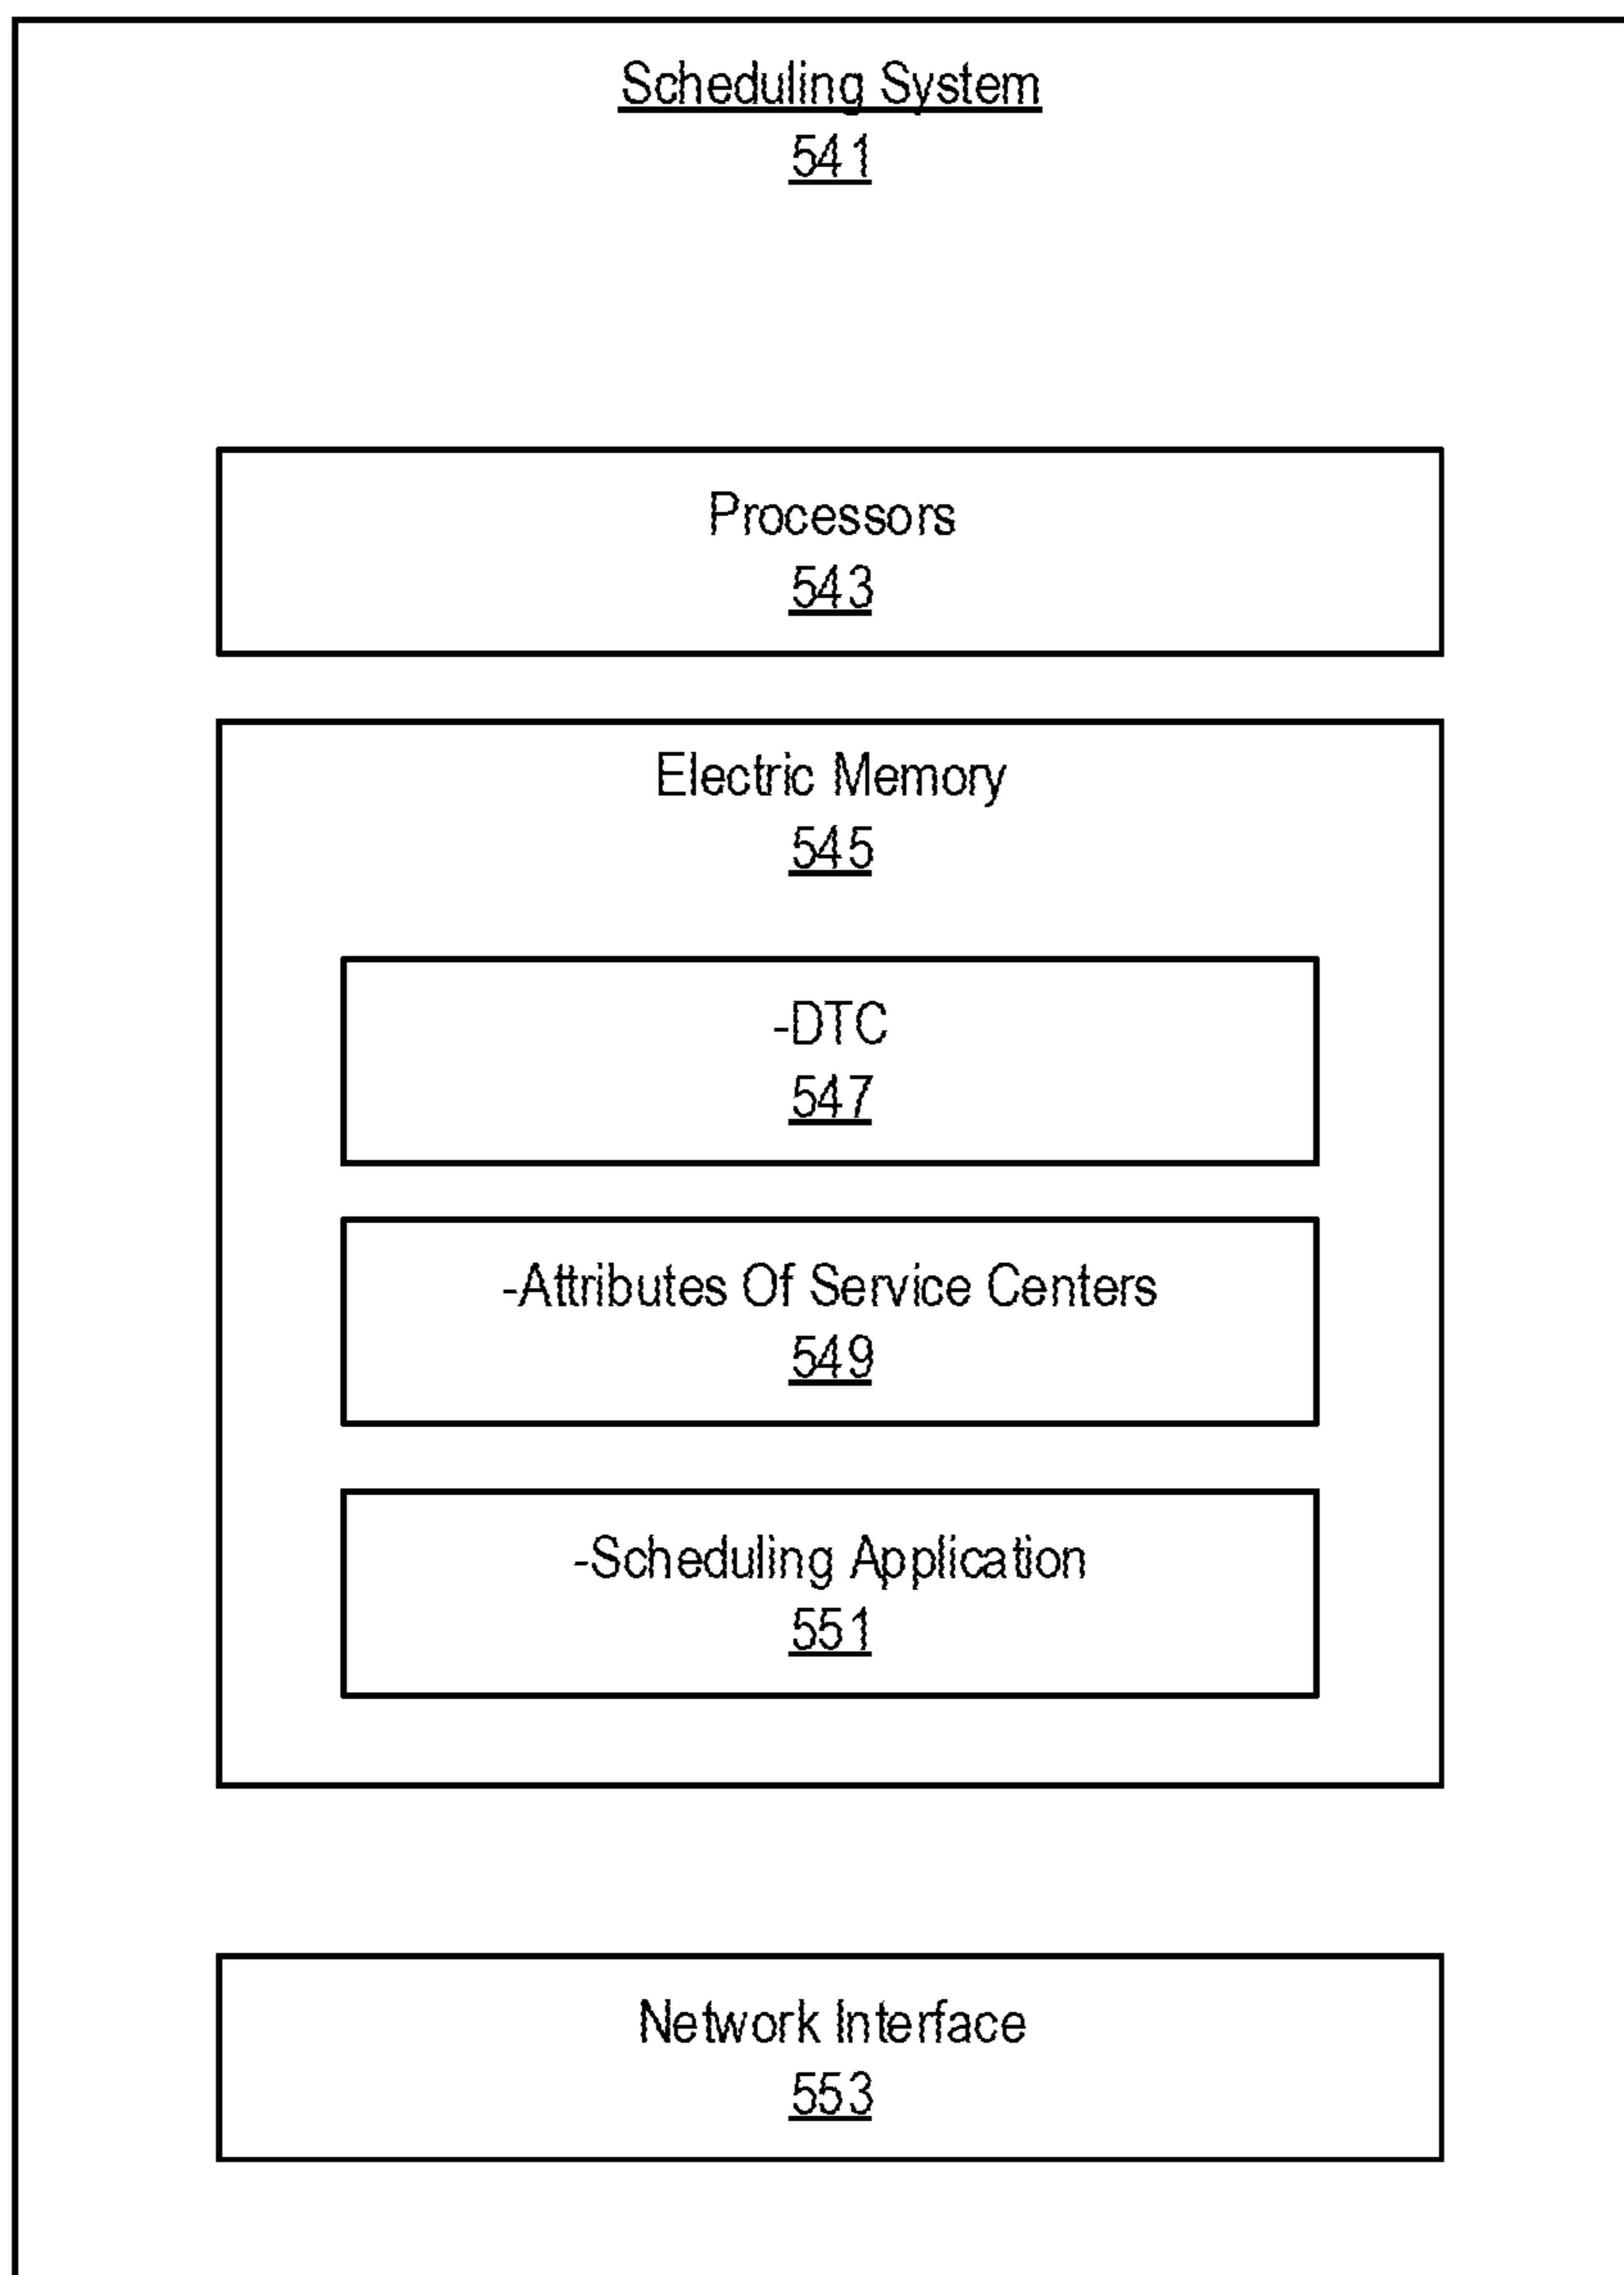 Scheduling System
541
Processors
543
Electric Memory
545
-DTC
547
-Attributes Of Service Centers
549
-Scheduling Application
551
Network Interface
553